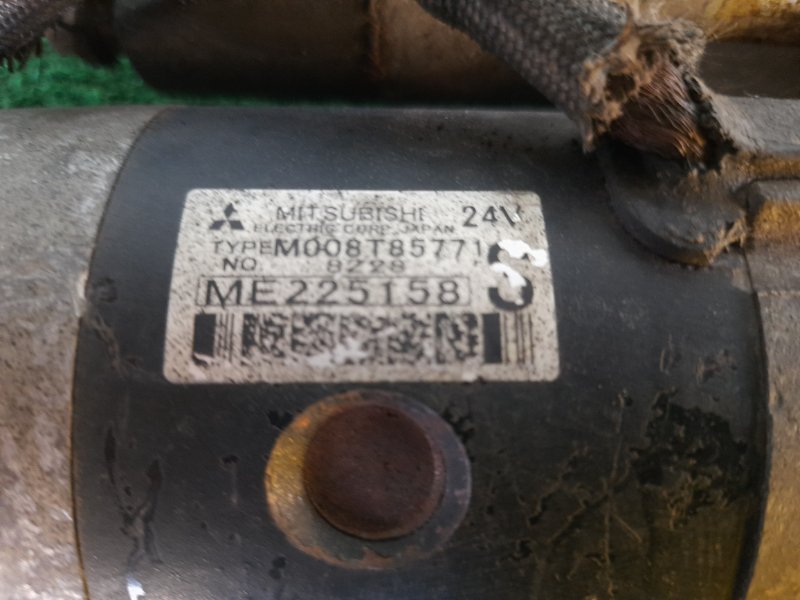 MITSUBISHI 24V
ELECTRIC CORP. JAPAN
TYPE M008T85771
NO. 8228
ME225158 S